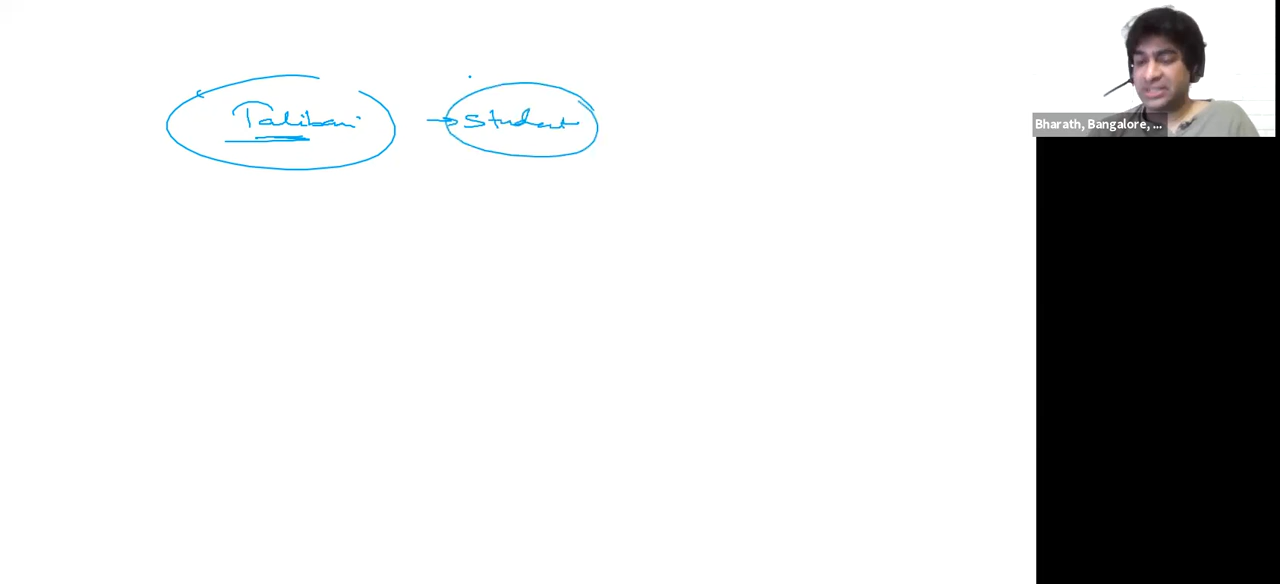 Taliban → Student
Bharath, Bangalore, ...